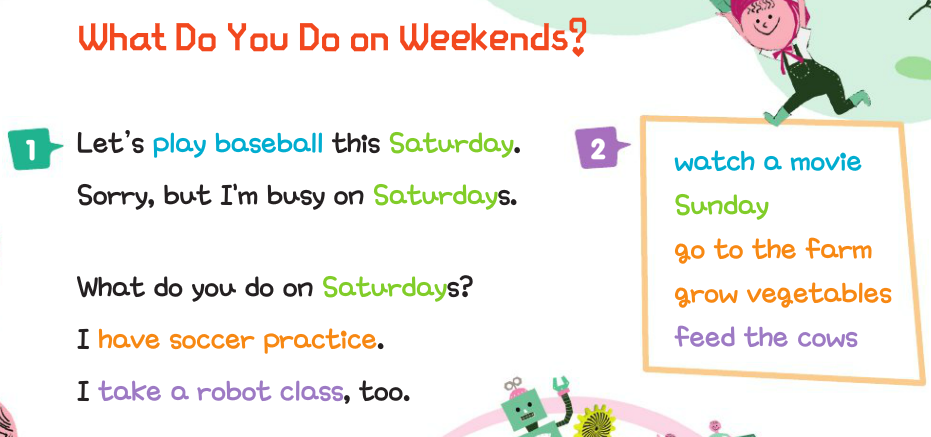 What Do You Do on Weekends?
1
Let's play baseball this Saturday.
Sorry, but I'm busy on Saturdays.
What do you do on Saturdays?
I have soccer practice.
I take a robot class, too.
2
watch a movie
Sunday
go to the farm
grow vegetables
feed the cows